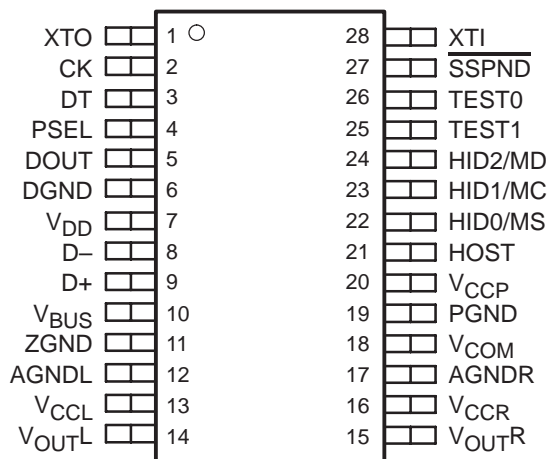 XTO 1 28 XTI
CK 2 27 SSPND
DT 3 26 TEST0
PSEL 4 25 TEST1
DOUT 5 24 HID2/MD
DGND 6 23 HID1/MC
VDD 7 22 HID0/MS
D– 8 21 HOST
D+ 9 20 VCCP
VBUS 10 19 PGND
ZGND 11 18 VCOM
AGNDL 12 17 AGNDR
VCCL 13 16 VCCR
VOUTL 14 15 VOUTR